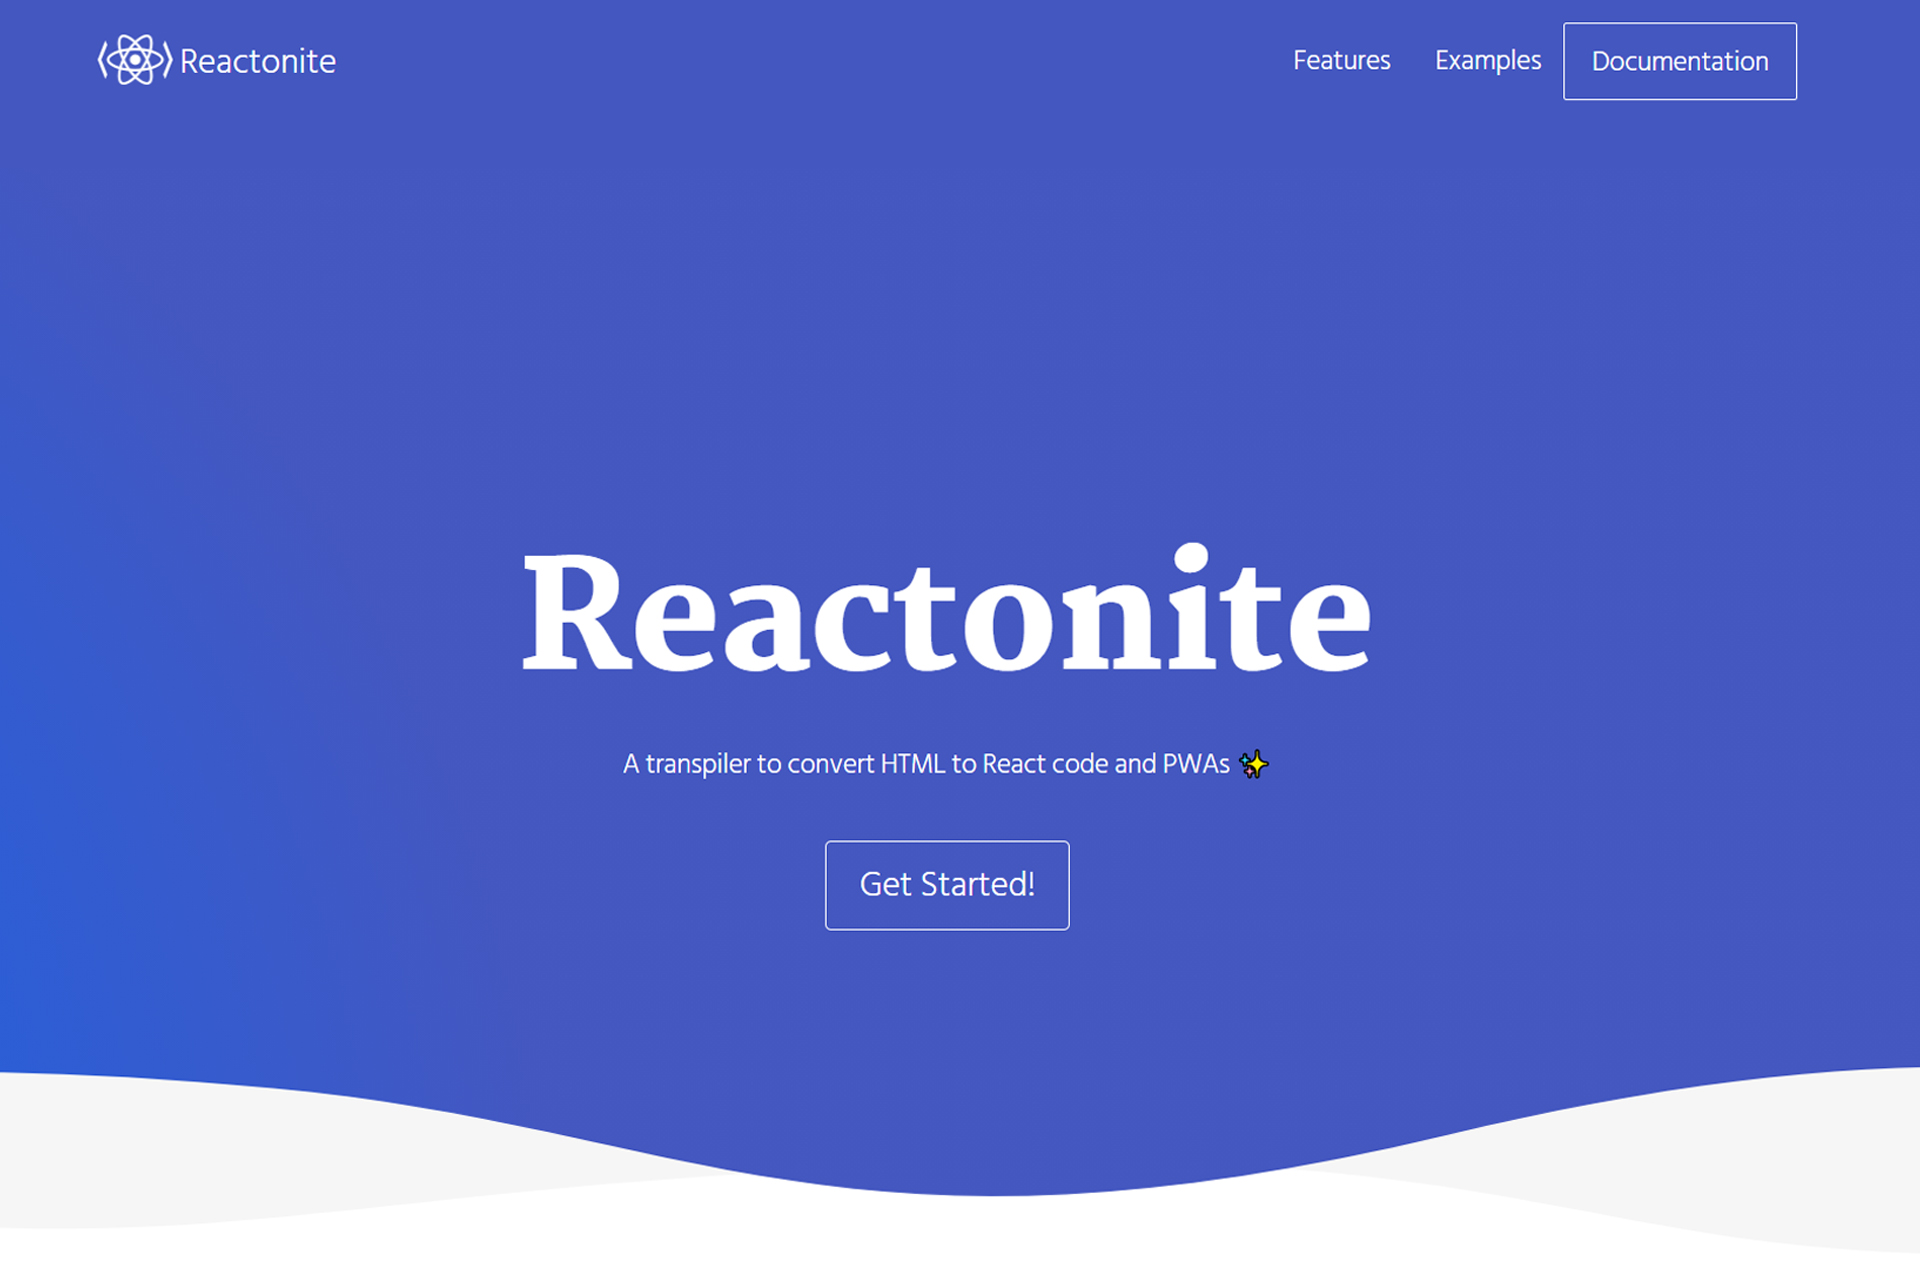 Reactonite
Features
Examples
Documentation
Reactonite
A transpiler to convert HTML to React code and PWAs ✨
Get Started!